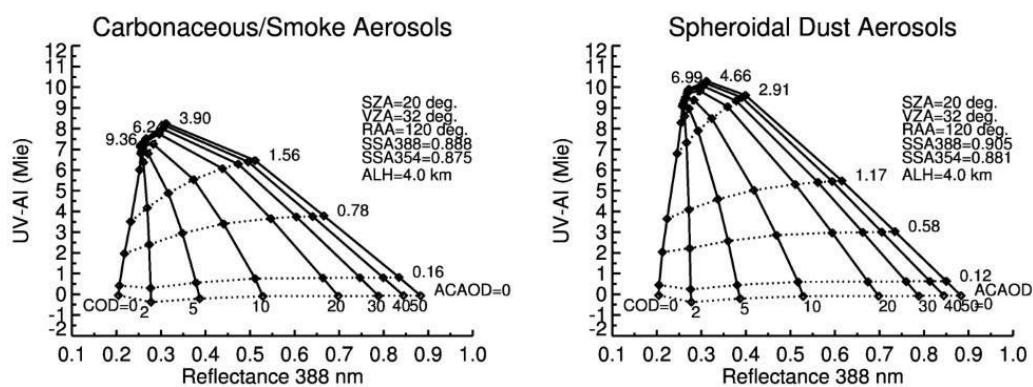 Carbonaceous/Smoke Aerosols
12
11
10
9
8
7
6
5
4
3
2
1
0
-1
-2
UV-AI (Mie)
9.36
6.2
3.90
1.56
0.78
0.16
ACAOD=0
SZA=20 deg.
VZA=32 deg.
RAA=120 deg.
SSA388=0.888
SSA354=0.875
ALH=4.0 km
COD=0 2 5 10 20 30 40 50
0.1 0.2 0.3 0.4 0.5 0.6 0.7 0.8 0.9 1.0
Reflectance 388 nm
Spheroidal Dust Aerosols
12
11
10
9
8
7
6
5
4
3
2
1
0
-1
-2
UV-AI (Mie)
6.99
4.66
2.91
1.17
0.58
0.12
ACAOD
=0
SZA=20 deg.
VZA=32 deg.
RAA=120 deg.
SSA388=0.905
SSA354=0.881
ALH=4.0 km
COD=0 2 5 10 20 30 40 50
0.1 0.2 0.3 0.4 0.5 0.6 0.7 0.8 0.9 1.0
Reflectance 388 nm